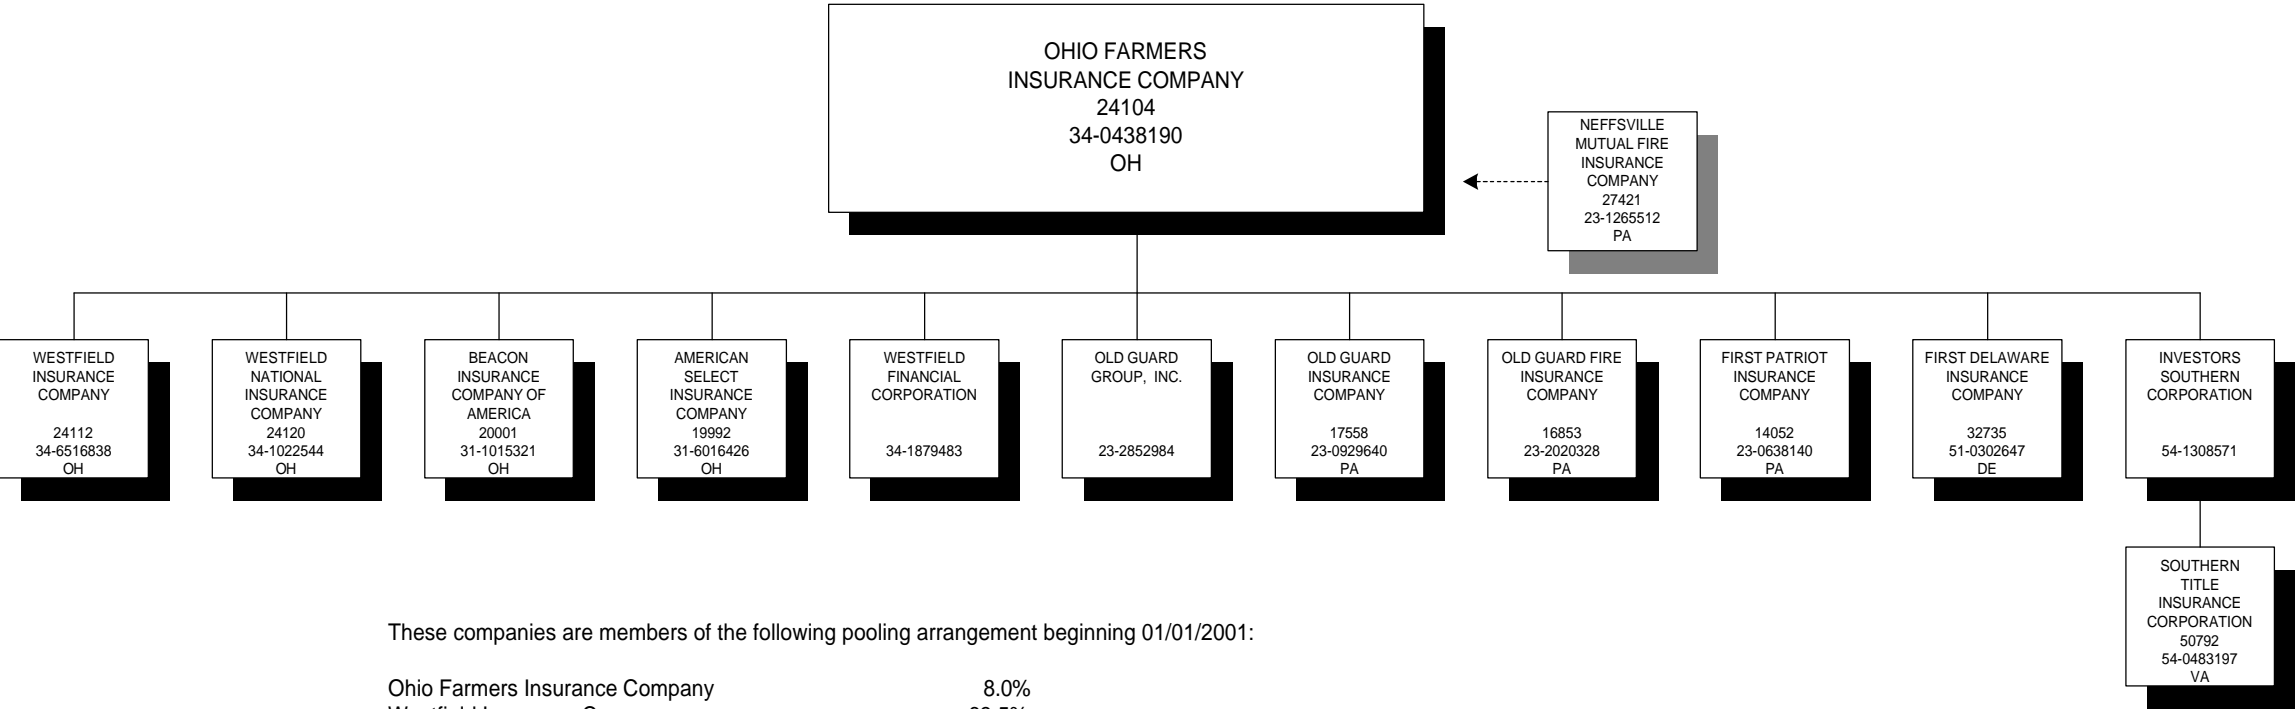 OHIO FARMERS
INSURANCE COMPANY
24104
34-0438190
OH
NEFFSVILLE
MUTUAL FIRE
INSURANCE
COMPANY
27421
23-1265512
PA
WESTFIELD
INSURANCE
COMPANY
24112
34-6516838
OH
WESTFIELD
NATIONAL
INSURANCE
COMPANY
24120
34-1022544
OH
BEACON
INSURANCE
COMPANY OF
AMERICA
20001
31-1015321
OH
AMERICAN
SELECT
INSURANCE
COMPANY
19992
31-6016426
OH
WESTFIELD
FINANCIAL
CORPORATION
34-1879483
OLD GUARD
GROUP, INC.
23-2852984
OLD GUARD
INSURANCE
COMPANY
17558
23-0929640
PA
OLD GUARD FIRE
INSURANCE
COMPANY
16853
23-2020328
PA
FIRST PATRIOT
INSURANCE
COMPANY
14052
23-0638140
PA
FIRST DELAWARE
INSURANCE
COMPANY
32735
51-0302647
DE
INVESTORS
SOUTHERN
CORPORATION
54-1308571
SOUTHERN
TITLE
INSURANCE
CORPORATION
50792
54-0483197
VA
These companies are members of the following pooling arrangement beginning 01/01/2001:
Ohio Farmers Insurance Company 8.0%